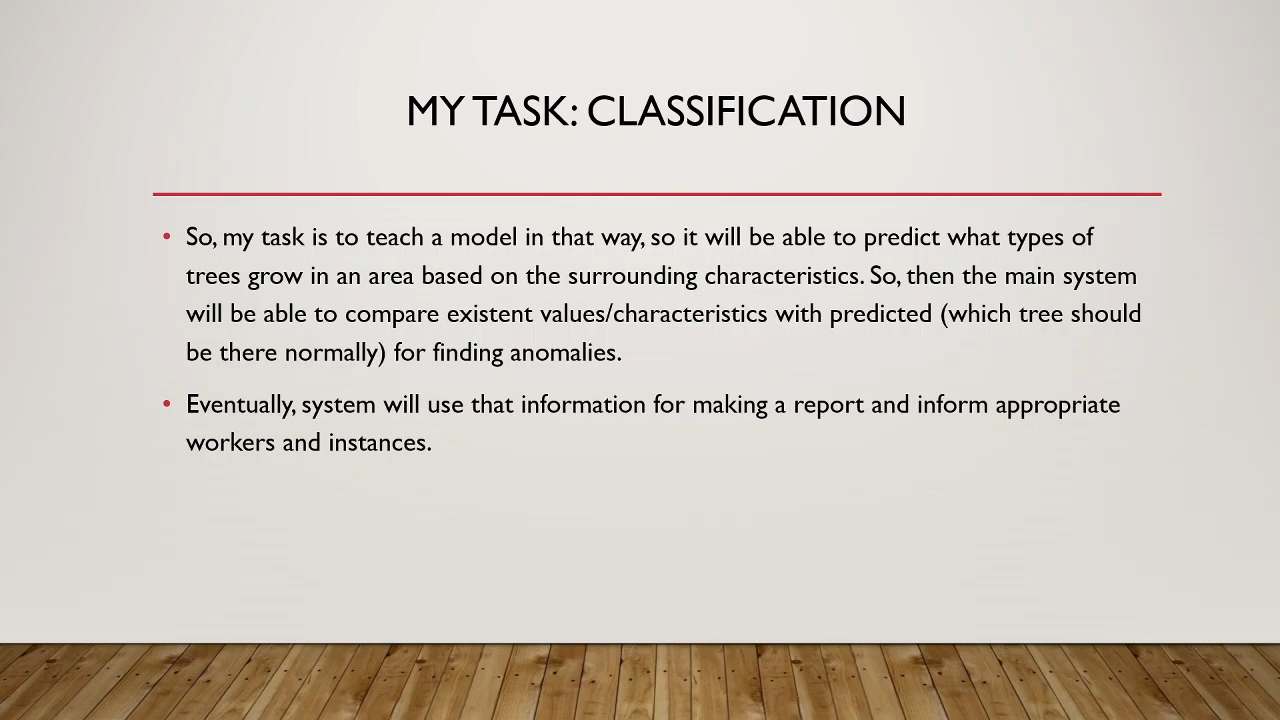 MY TASK: CLASSIFICATION
• So, my task is to teach a model in that way, so it will be able to predict what types of
trees grow in an area based on the surrounding characteristics. So, then the main system
will be able to compare existent values/characteristics with predicted (which tree should
be there normally) for finding anomalies.
• Eventually, system will use that information for making a report and inform appropriate
workers and instances.